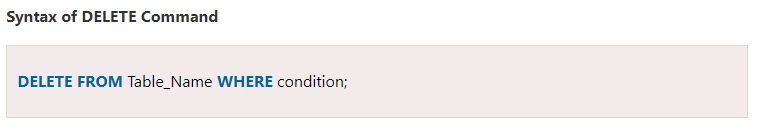 Syntax of DELETE Command
DELETE FROM Table_Name WHERE condition;